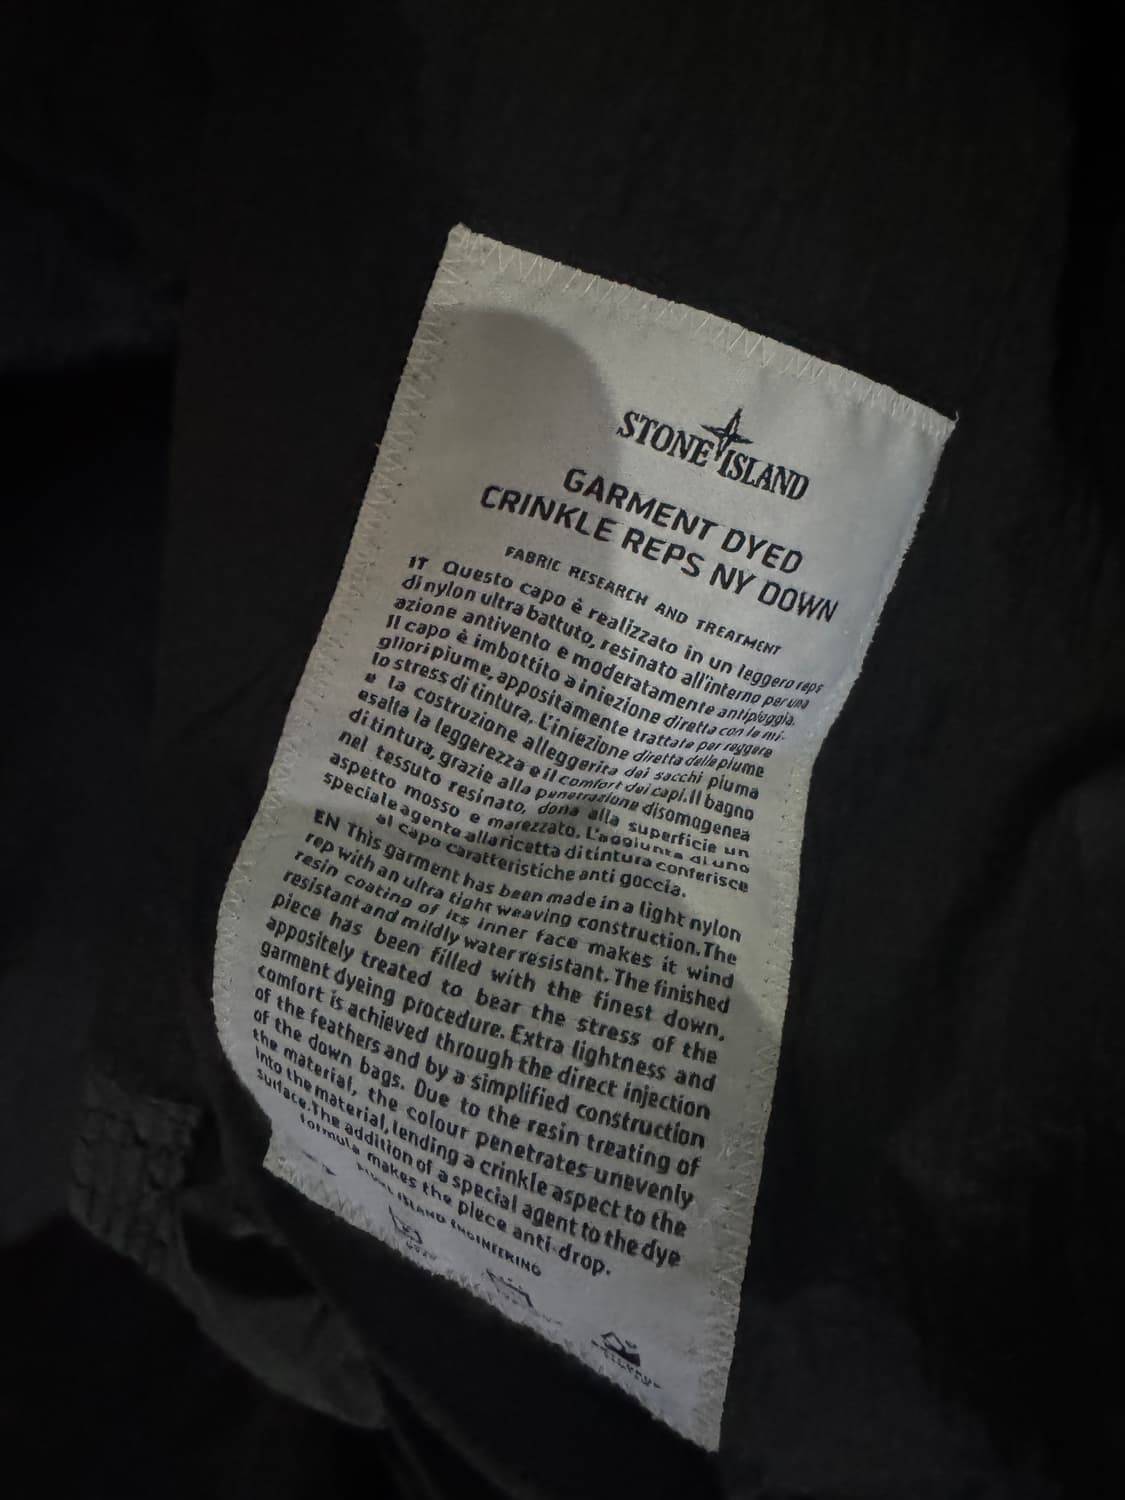 STONE ISLAND
GARMENT DYED
CRINKLE REPS NY DOWN
FABRIC RESEARCH AND TREATMENT
IT Questo capo è realizzato in un leggero reps
di nylon ultra battuto, resinato all'interno per una
azione antivento e moderatamente antipioggia.
Il capo è imbottito a iniezione diretta con le mi-
gliori piume, appositamente trattate per reggere
lo stress di tintura. L'iniezione diretta delle piume
e la costruzione alleggerita dei sacchi piuma
esalta la leggerezza e il comfort dei capi. Il bagno
di tintura, grazie alla penetrazione disomogenea
nel tessuto resinato, dona alla superficie un
aspetto mosso e marezzato. L'aggiunta di uno
speciale agente alla ricetta di tintura conferisce
al capo caratteristiche anti goccia.
EN This garment has been made in a light nylon
rep with an ultra tight weaving construction. The
resin coating of its inner face makes it wind
resistant and mildly water resistant. The finished
piece has been filled with the finest down,
appositely treated to bear the stress of the
garment dyeing procedure. Extra lightness and
comfort is achieved through the direct injection
of the feathers and by a simplified construction
of the down bags. Due to the resin treating of
the material, the colour penetrates unevenly
into the material, lending a crinkle aspect to the
surface. The addition of a special agent to the dye
formula makes the piece anti-drop.
STONE ISLAND ENGINEERING